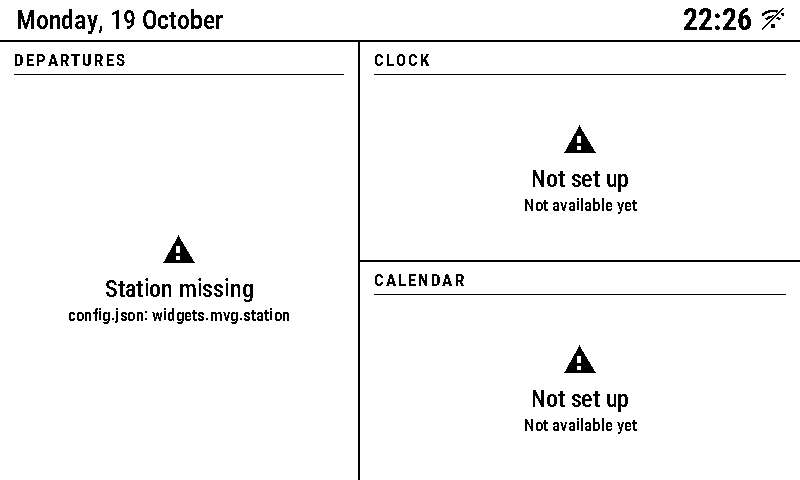 Monday, 19 October
22:26
DEPARTURES
Station missing
config.json: widgets.mvg.station
CLOCK
Not set up
Not available yet
CALENDAR
Not set up
Not available yet